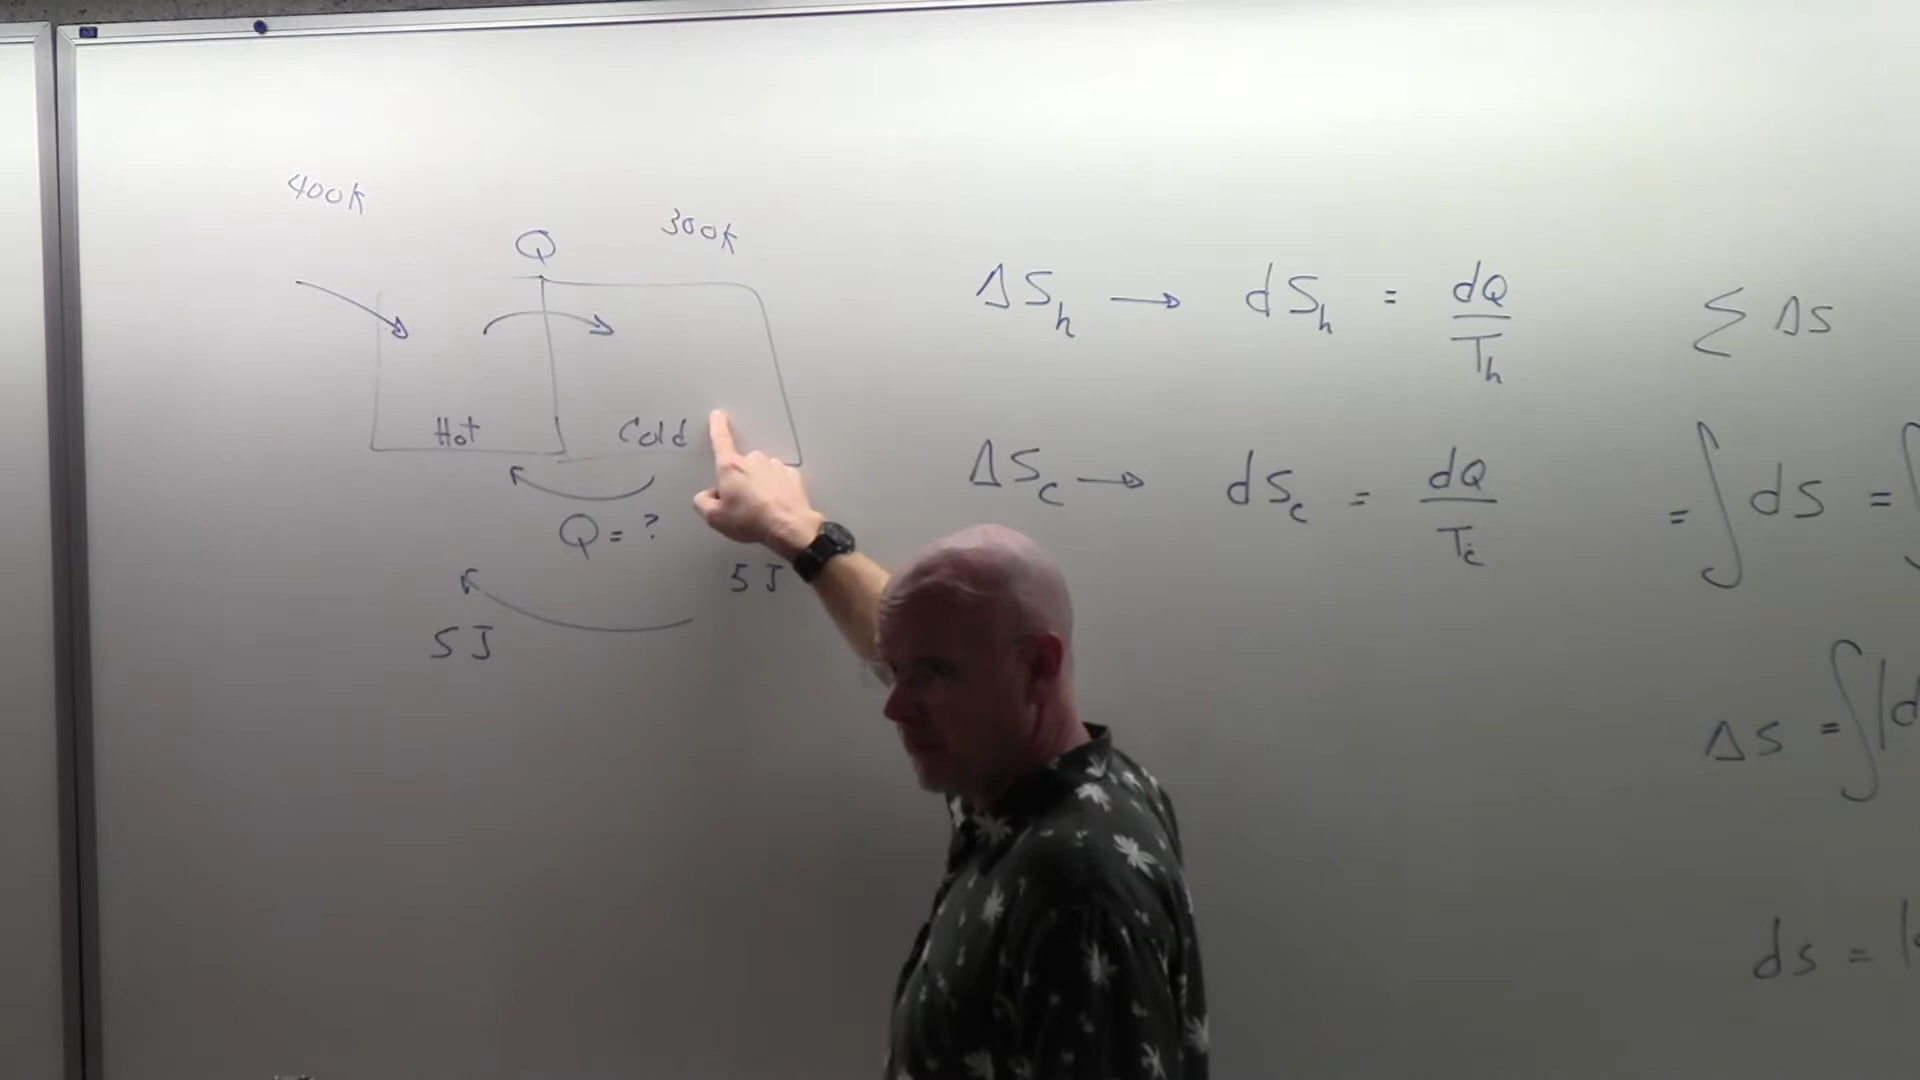 400K
Q
300K
Hot
Cold
Q = ?
5 J
5 J
ΔS_h → dS_h = dQ/T_h
ΔS_c → dS_c = dQ/T_c
Σ ΔS
= ∫ dS =
ΔS = ∫ |d
ds = |